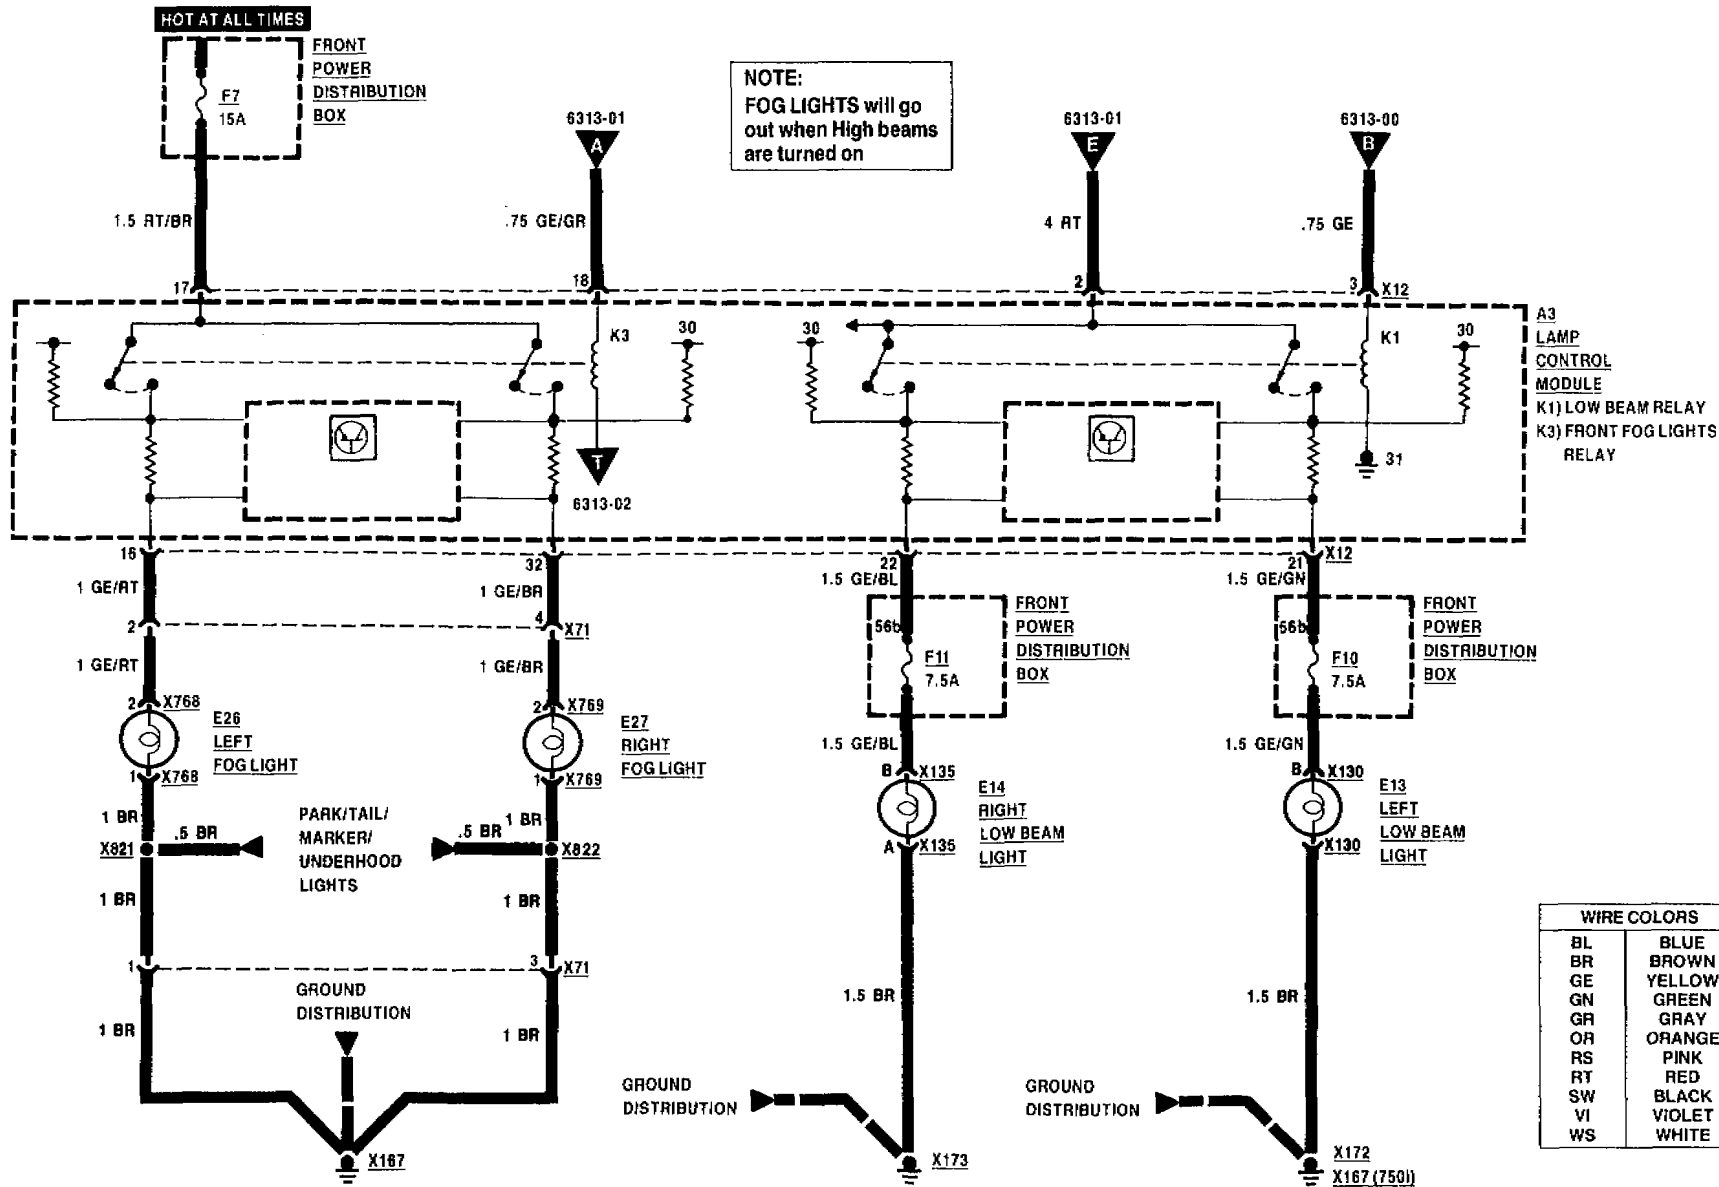 HOT AT ALL TIMES
FRONT
POWER
DISTRIBUTION
BOX
F7
15A
NOTE:
FOG LIGHTS will go
out when High beams
are turned on
6313-01
A
6313-01
E
6313-00
B
1.5 RT/BR
.75 GE/GR
4 RT
.75 GE
17
18
2
3
X12
K3
30
30
K1
30
A3
LAMP
CONTROL
MODULE
K1) LOW BEAM RELAY
K3) FRONT FOG LIGHTS
RELAY
T
6313-02
31
16
32
22
21
X12
1 GE/RT
1 GE/BR
1.5 GE/BL
1.5 GE/GN
2
4
X71
56b
FRONT
POWER
DISTRIBUTION
BOX
56b
FRONT
POWER
DISTRIBUTION
BOX
1 GE/RT
1 GE/BR
F11
7.5A
F10
7.5A
2
X768
2
X769
E26
LEFT
FOG LIGHT
E27
RIGHT
FOG LIGHT
1.5 GE/BL
1.5 GE/GN
1
X768
1
X769
B
X135
B
X130
E14
RIGHT
LOW BEAM
LIGHT
E13
LEFT
LOW BEAM
LIGHT
1 BR
.5 BR
PARK/TAIL/
MARKER/
UNDERHOOD
LIGHTS
.5 BR
1 BR
X821
X822
A
X135
X130
1 BR
1 BR
1
3
X71
GROUND
DISTRIBUTION
1.5 BR
1.5 BR
1 BR
1 BR
GROUND
DISTRIBUTION
GROUND
DISTRIBUTION
X167
X173
X172
X167 (750i)
WIRE COLORS
BL BLUE
BR BROWN
GE YELLOW
GN GREEN
GR GRAY
OR ORANGE
RS PINK
RT RED
SW BLACK
VI VIOLET
WS WHITE